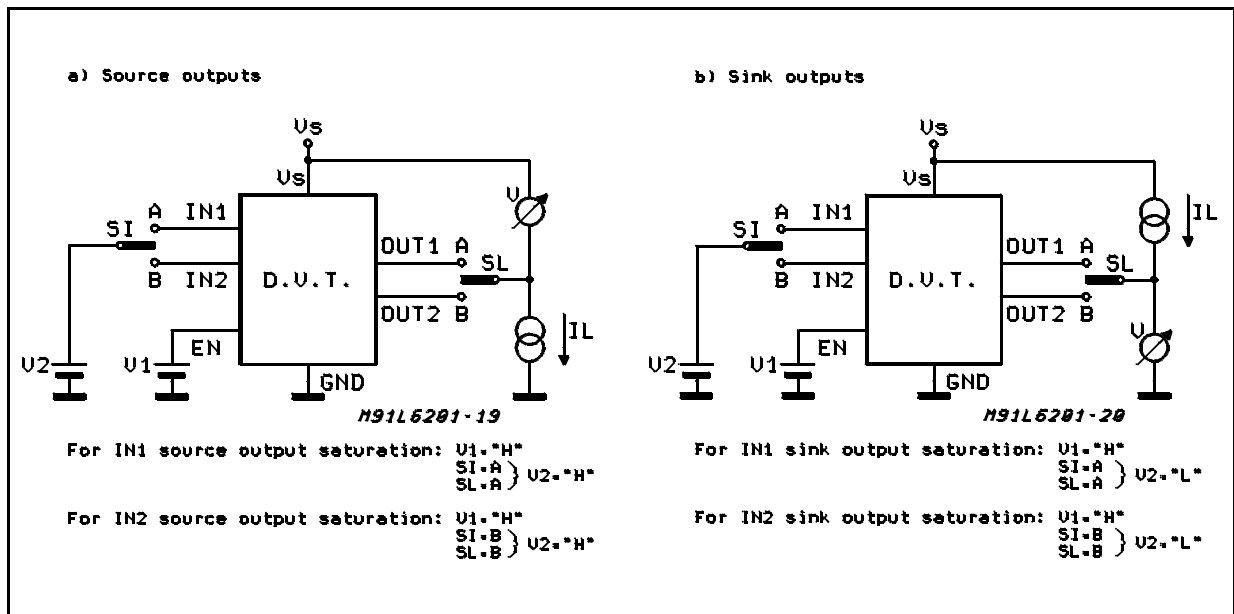 a) Source outputs
Vs
Vs
V
A
IN1
SI
OUT1
A
SL
B
IN2
D.V.T.
OUT2
B
IL
EN
V2
V1
GND
M91L6201-19
For IN1 source output saturation: V1="H"
SI=A
SL=A
} V2="H"
For IN2 source output saturation: V1="H"
SI=B
SL=B
} V2="H"
b) Sink outputs
Vs
Vs
A
IN1
IL
SI
OUT1
A
SL
B
IN2
D.V.T.
OUT2
B
V
EN
V2
V1
GND
M91L6201-20
For IN1 sink output saturation: V1="H"
SI=A
SL=A
} V2="L"
For IN2 sink output saturation: V1="H"
SI=B
SL=B
} V2="L"